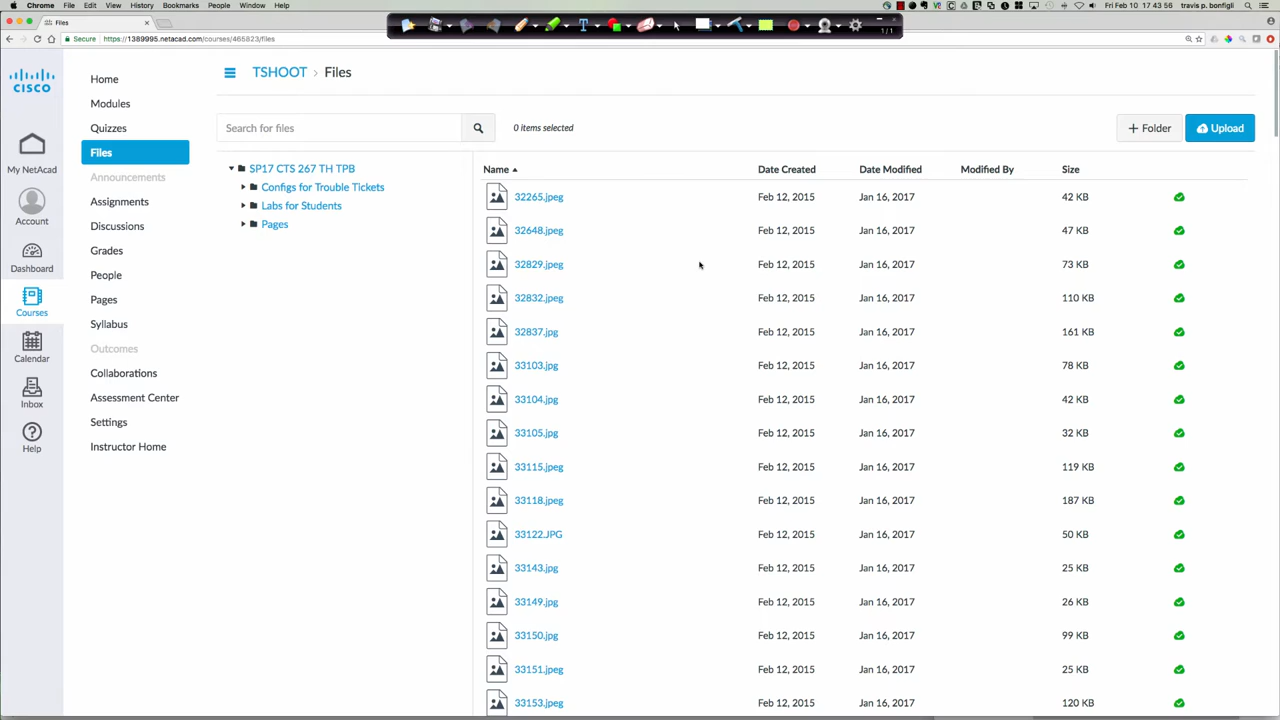 Chrome File Edit View History Bookmarks People Window Help Fri Feb 10 17:43:56 travis p. bonfigli
Files
Secure https://1389995.netacad.com/courses/465823/files
T
1/1
CISCO
My NetAcad
Account
Dashboard
Courses
Calendar
Inbox
Help
Home
Modules
Quizzes
Files
Announcements
Assignments
Discussions
Grades
People
Pages
Syllabus
Outcomes
Collaborations
Assessment Center
Settings
Instructor Home
TSHOOT › Files
Search for files
0 items selected
+ Folder
Upload
SP17 CTS 267 TH TPB
Configs for Trouble Tickets
Labs for Students
Pages
Name Date Created Date Modified Modified By Size
32265.jpeg Feb 12, 2015 Jan 16, 2017 42 KB
32648.jpeg Feb 12, 2015 Jan 16, 2017 47 KB
32829.jpeg Feb 12, 2015 Jan 16, 2017 73 KB
32832.jpeg Feb 12, 2015 Jan 16, 2017 110 KB
32837.jpg Feb 12, 2015 Jan 16, 2017 161 KB
33103.jpg Feb 12, 2015 Jan 16, 2017 78 KB
33104.jpg Feb 12, 2015 Jan 16, 2017 42 KB
33105.jpg Feb 12, 2015 Jan 16, 2017 32 KB
33115.jpeg Feb 12, 2015 Jan 16, 2017 119 KB
33118.jpeg Feb 12, 2015 Jan 16, 2017 187 KB
33122.JPG Feb 12, 2015 Jan 16, 2017 50 KB
33143.jpg Feb 12, 2015 Jan 16, 2017 25 KB
33149.jpg Feb 12, 2015 Jan 16, 2017 26 KB
33150.jpg Feb 12, 2015 Jan 16, 2017 99 KB
33151.jpeg Feb 12, 2015 Jan 16, 2017 25 KB
33153.jpeg Feb 12, 2015 Jan 16, 2017 120 KB